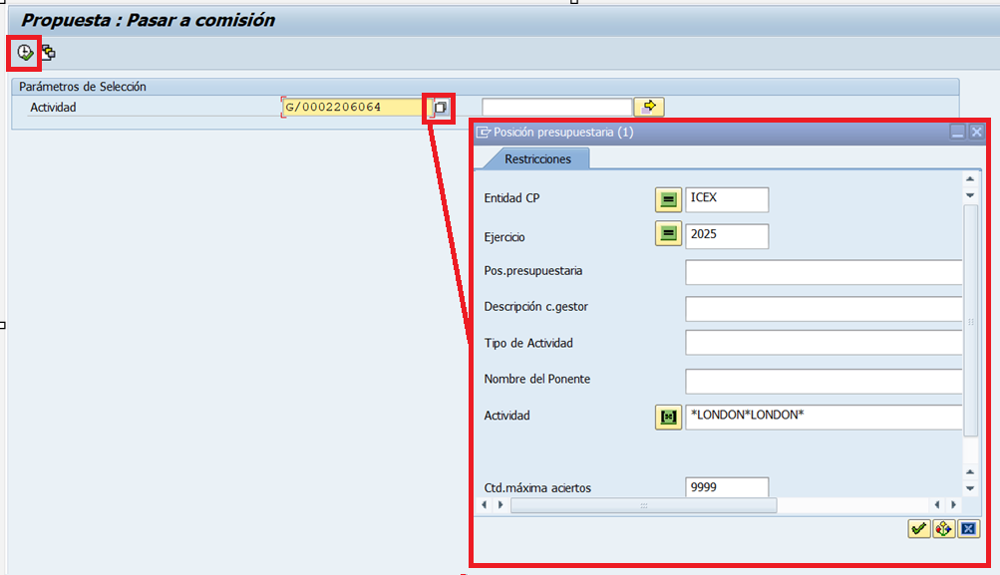 Propuesta : Pasar a comisión
Parámetros de Selección
Actividad G/0002206064
Posición presupuestaria (1)
Restricciones
Entidad CP ICEX
Ejercicio 2025
Pos.presupuestaria
Descripción c.gestor
Tipo de Actividad
Nombre del Ponente
Actividad *LONDON*LONDON*
Ctd.máxima aciertos 9999